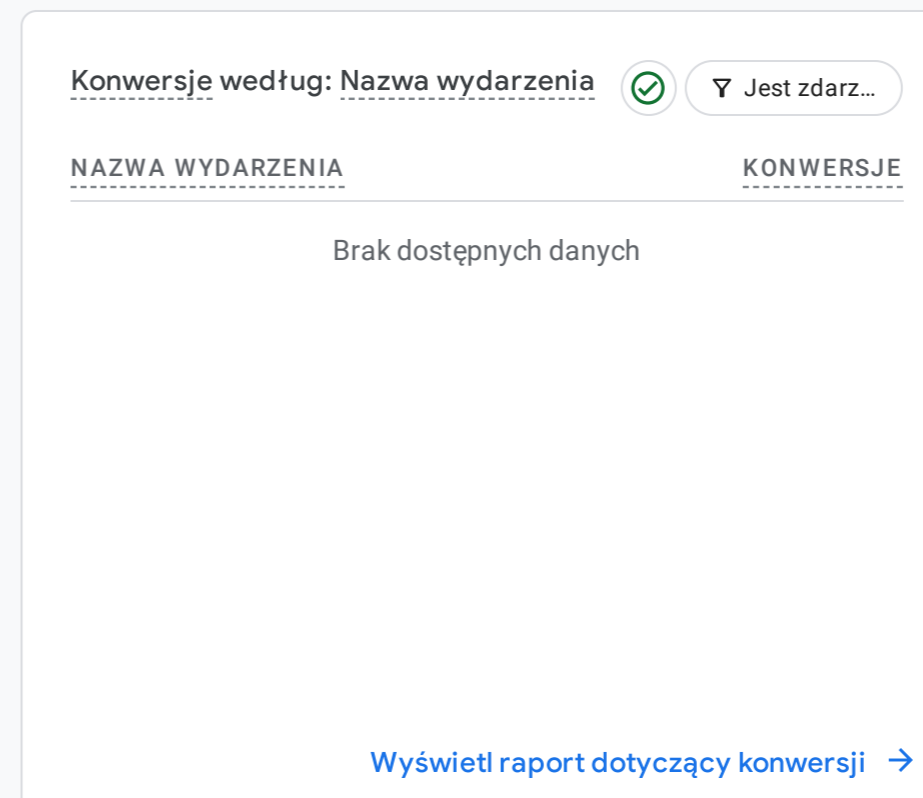 Konwersje według: Nazwa wydarzenia Jest zdarz...
NAZWA WYDARZENIA KONWERSJE
Brak dostępnych danych
Wyświetl raport dotyczący konwersji